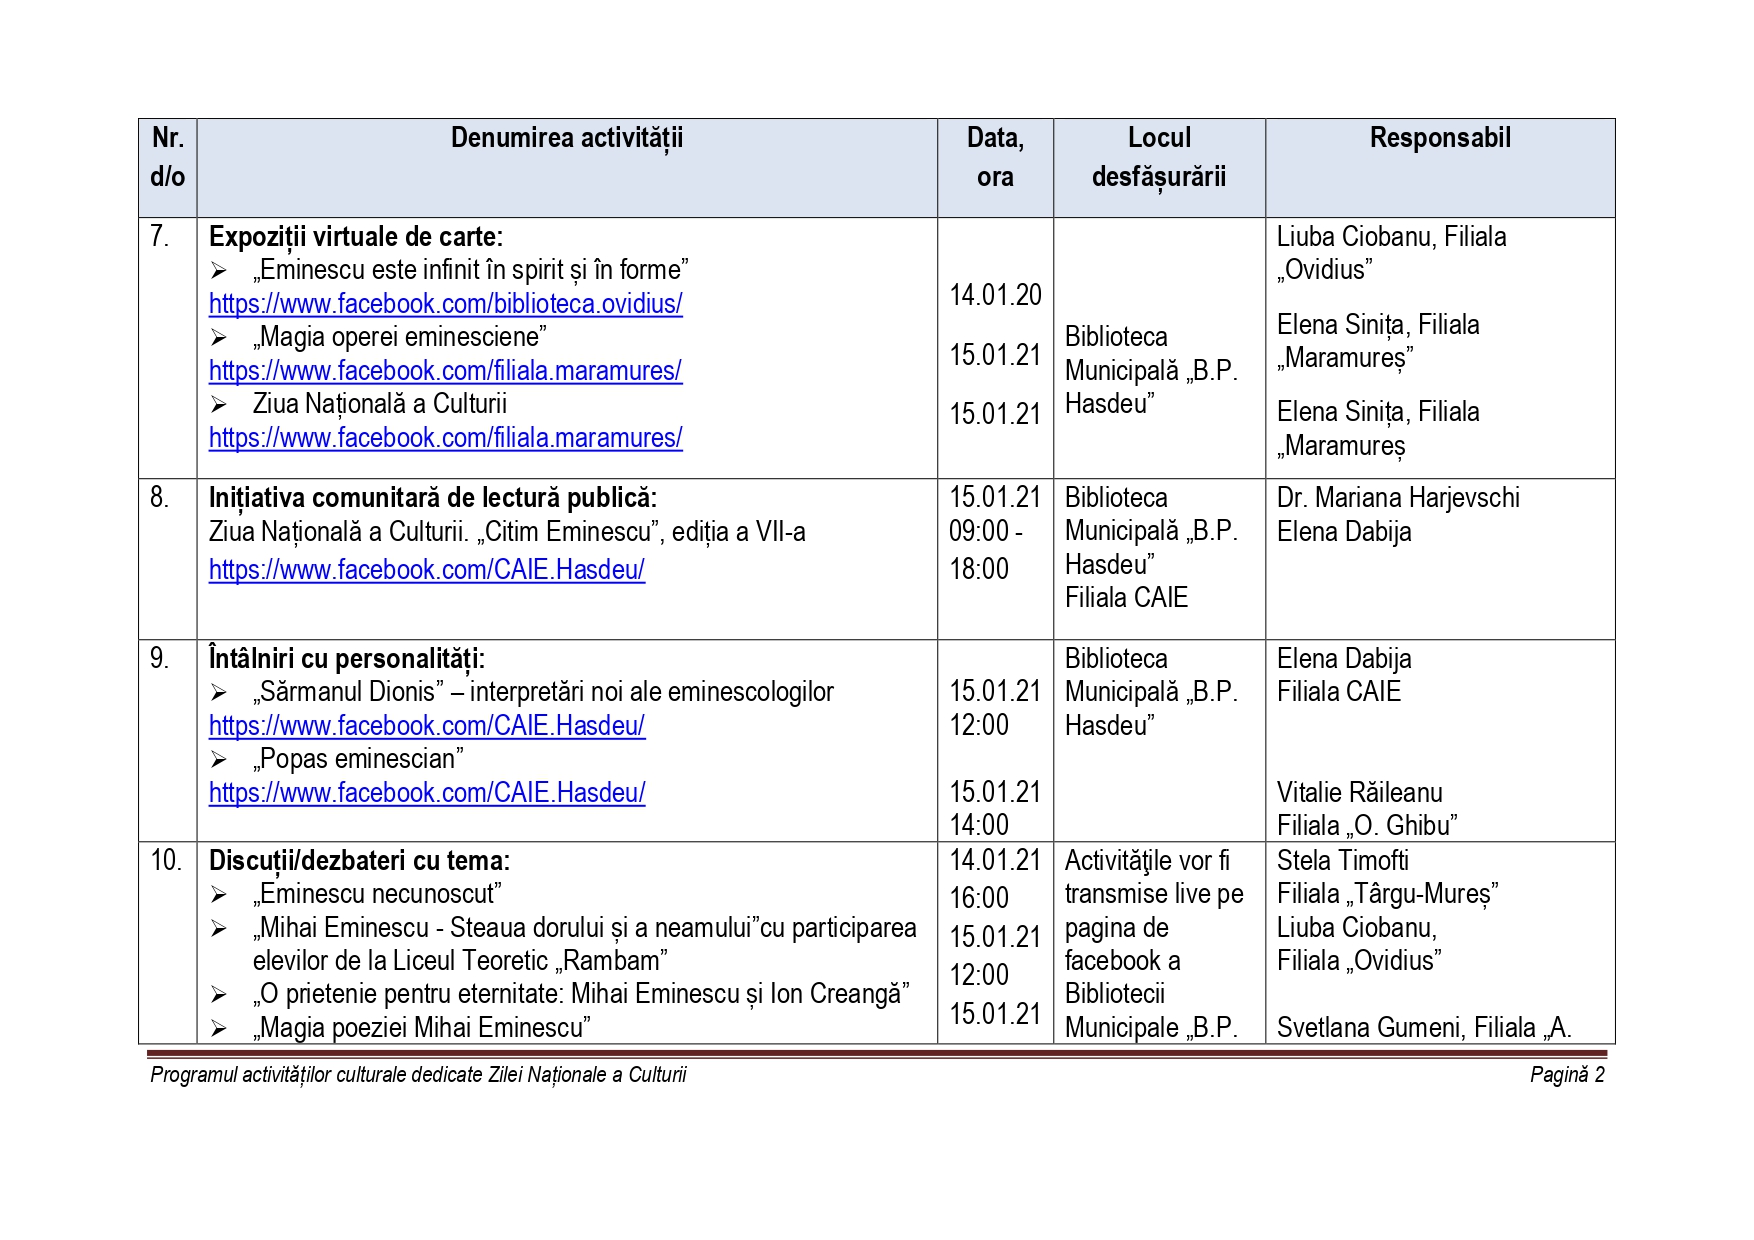 Nr. d/o
Denumirea activității
Data, ora
Locul desfășurării
Responsabil
7.
Expoziții virtuale de carte:
➢ „Eminescu este infinit în spirit și în forme”
https://www.facebook.com/biblioteca.ovidius/
➢ „Magia operei eminesciene”
https://www.facebook.com/filiala.maramures/
➢ Ziua Națională a Culturii
https://www.facebook.com/filiala.maramures/
14.01.20
15.01.21
15.01.21
Biblioteca
Municipală „B.P.
Hasdeu”
Liuba Ciobanu, Filiala
„Ovidius”
Elena Sinița, Filiala
„Maramureș”
Elena Sinița, Filiala
„Maramureș
8.
Inițiativa comunitară de lectură publică:
Ziua Națională a Culturii. „Citim Eminescu”, ediția a VII-a
https://www.facebook.com/CAIE.Hasdeu/
15.01.21
09:00 -
18:00
Biblioteca
Municipală „B.P.
Hasdeu”
Filiala CAIE
Dr. Mariana Harjevschi
Elena Dabija
9.
Întâlniri cu personalități:
➢ „Sărmanul Dionis” – interpretări noi ale eminescologilor
https://www.facebook.com/CAIE.Hasdeu/
➢ „Popas eminescian”
https://www.facebook.com/CAIE.Hasdeu/
15.01.21
12:00
15.01.21
14:00
Biblioteca
Municipală „B.P.
Hasdeu”
Elena Dabija
Filiala CAIE
Vitalie Răileanu
Filiala „O. Ghibu”
10.
Discuții/dezbateri cu tema:
➢ „Eminescu necunoscut”
➢ „Mihai Eminescu - Steaua dorului și a neamului”cu participarea
elevilor de la Liceul Teoretic „Rambam”
➢ „O prietenie pentru eternitate: Mihai Eminescu și Ion Creangă”
➢ „Magia poeziei Mihai Eminescu”
14.01.21
16:00
15.01.21
12:00
15.01.21
Activităţile vor fi
transmise live pe
pagina de
facebook a
Bibliotecii
Municipale „B.P.
Stela Timofti
Filiala „Târgu-Mureș”
Liuba Ciobanu,
Filiala „Ovidius”
Svetlana Gumeni, Filiala „A.
Programul activităților culturale dedicate Zilei Naționale a Culturii
Pagină 2